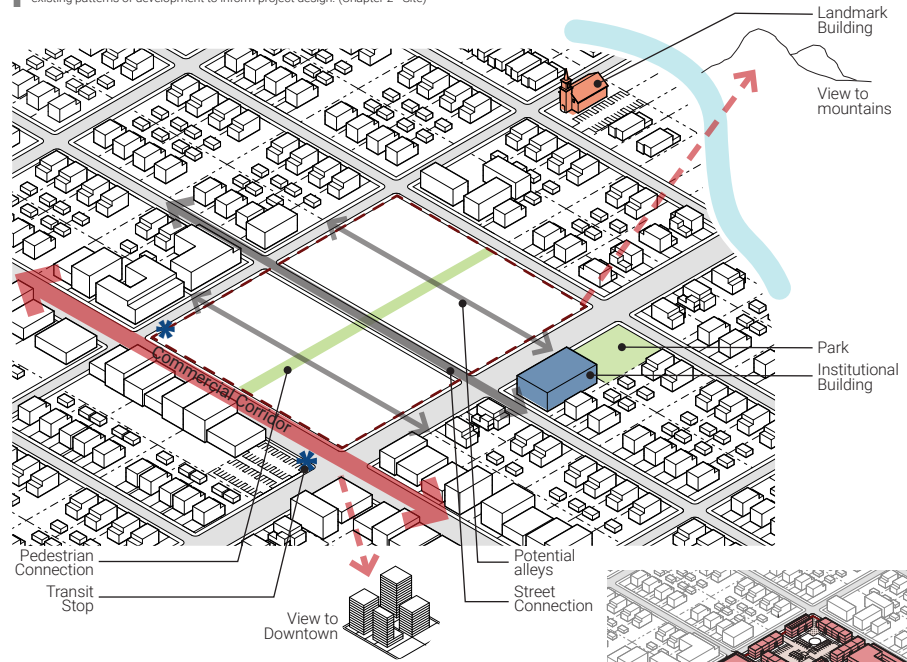 existing patterns of development to inform project design. (Chapter 2 - Site)
Landmark
Building
View to
mountains
Commercial Corridor
Park
Institutional
Building
Pedestrian
Connection
Transit
Stop
View to
Downtown
Potential
alleys
Street
Connection